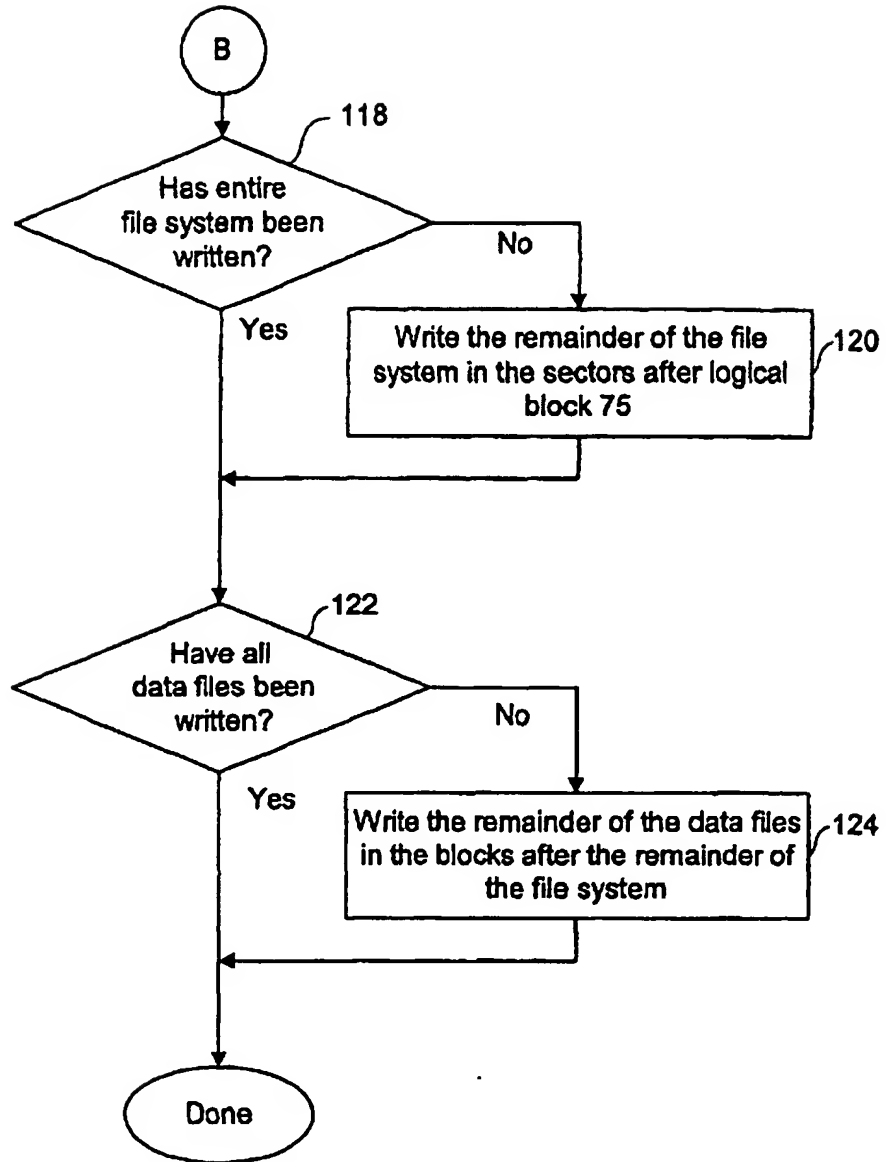 B
118
Has entire
file system been
written?
No
Yes
Write the remainder of the file
system in the sectors after logical
block 75
120
122
Have all
data files been
written?
No
Yes
Write the remainder of the data files
in the blocks after the remainder of
the file system
124
Done